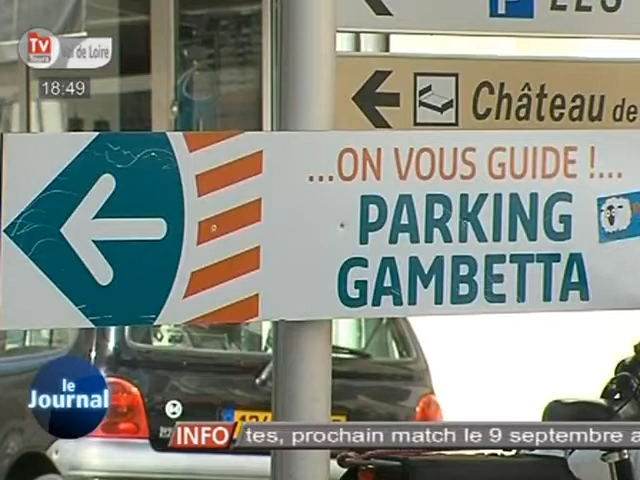 TV
Tours
de Loire
18:49
P
Château de
...ON VOUS GUIDE !...
PARKING
GAMBETTA
le
Journal
INFO tes, prochain match le 9 septembre a